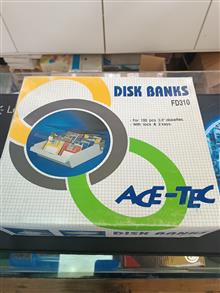 DISK BANKS
FD310
- For 100 pcs 3.5" diskettes.
- With lock & 2 keys.
ACE-TEC
DISK BANKS